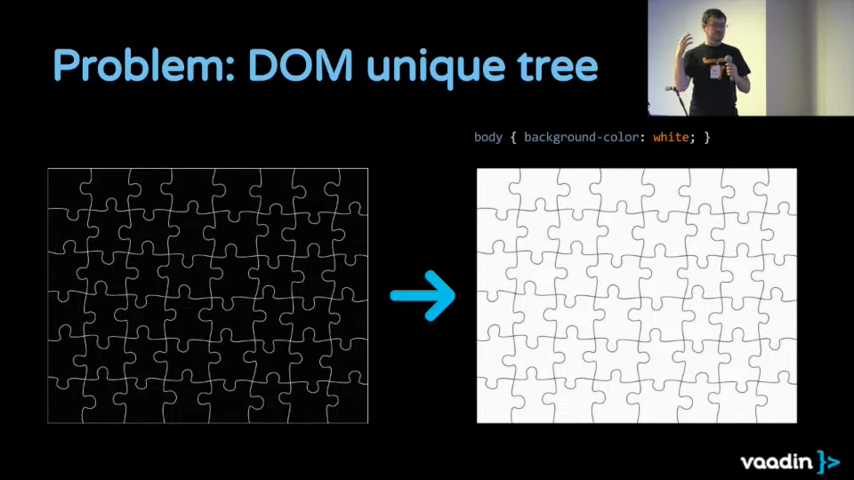 Problem: DOM unique tree
body { background-color: white; }
vaadin }>